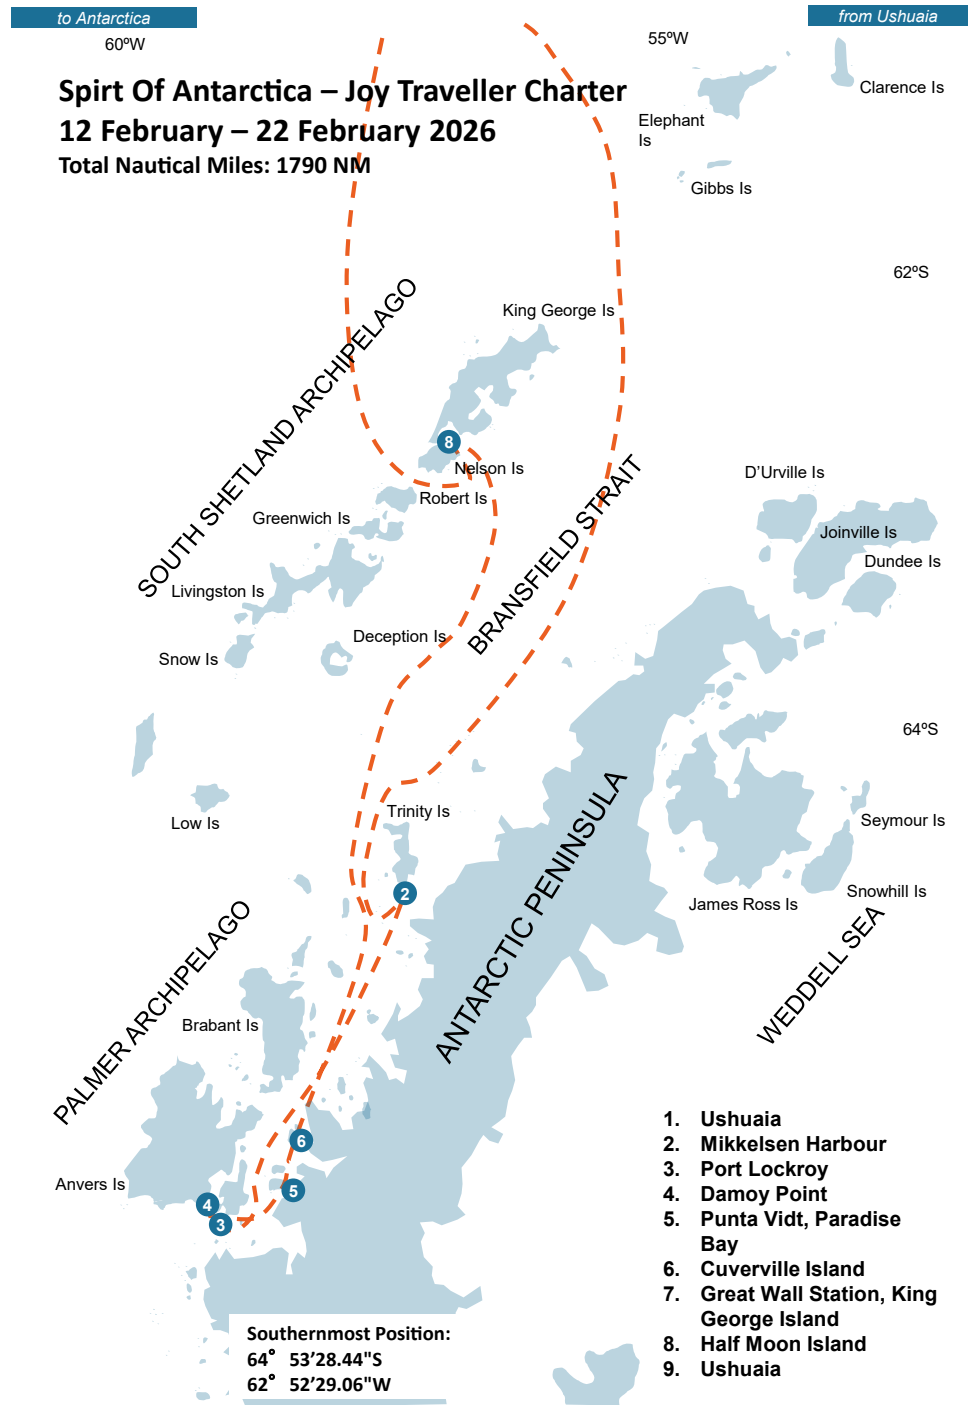 to Antarctica
from Ushuaia
60ºW
55ºW
Spirt Of Antarctica – Joy Traveller Charter
12 February – 22 February 2026
Total Nautical Miles: 1790 NM
Clarence Is
Elephant
Is
Gibbs Is
62ºS
King George Is
SOUTH SHETLAND ARCHIPELAGO
8
Nelson Is
Robert Is
Greenwich Is
Livingston Is
Snow Is
Deception Is
BRANSFIELD STRAIT
D'Urville Is
Joinville Is
Dundee Is
64ºS
Low Is
Trinity Is
2
ANTARCTIC PENINSULA
Seymour Is
Snowhill Is
James Ross Is
WEDDELL SEA
PALMER ARCHIPELAGO
Brabant Is
Anvers Is
6
5
4
3
1. Ushuaia
2. Mikkelsen Harbour
3. Port Lockroy
4. Damoy Point
5. Punta Vidt, Paradise
Bay
6. Cuverville Island
7. Great Wall Station, King
George Island
8. Half Moon Island
9. Ushuaia
Southernmost Position:
64° 53’28.44"S
62° 52’29.06"W